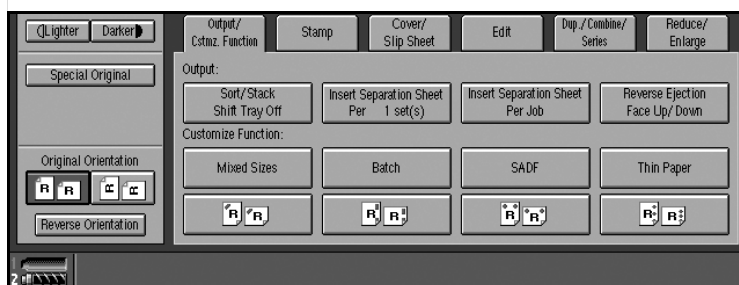 Lighter Darker
Special Original
Original Orientation
R R R R
Reverse Orientation
Output/
Cstmz. Function
Stamp
Cover/
Slip Sheet
Edit
Dup./Combine/
Series
Reduce/
Enlarge
Output:
Sort/Stack
Shift Tray Off
Insert Separation Sheet
Per 1 set(s)
Insert Separation Sheet
Per Job
Reverse Ejection
Face Up/Down
Customize Function:
Mixed Sizes
Batch
SADF
Thin Paper
R R
R R
R R
R R
1
2